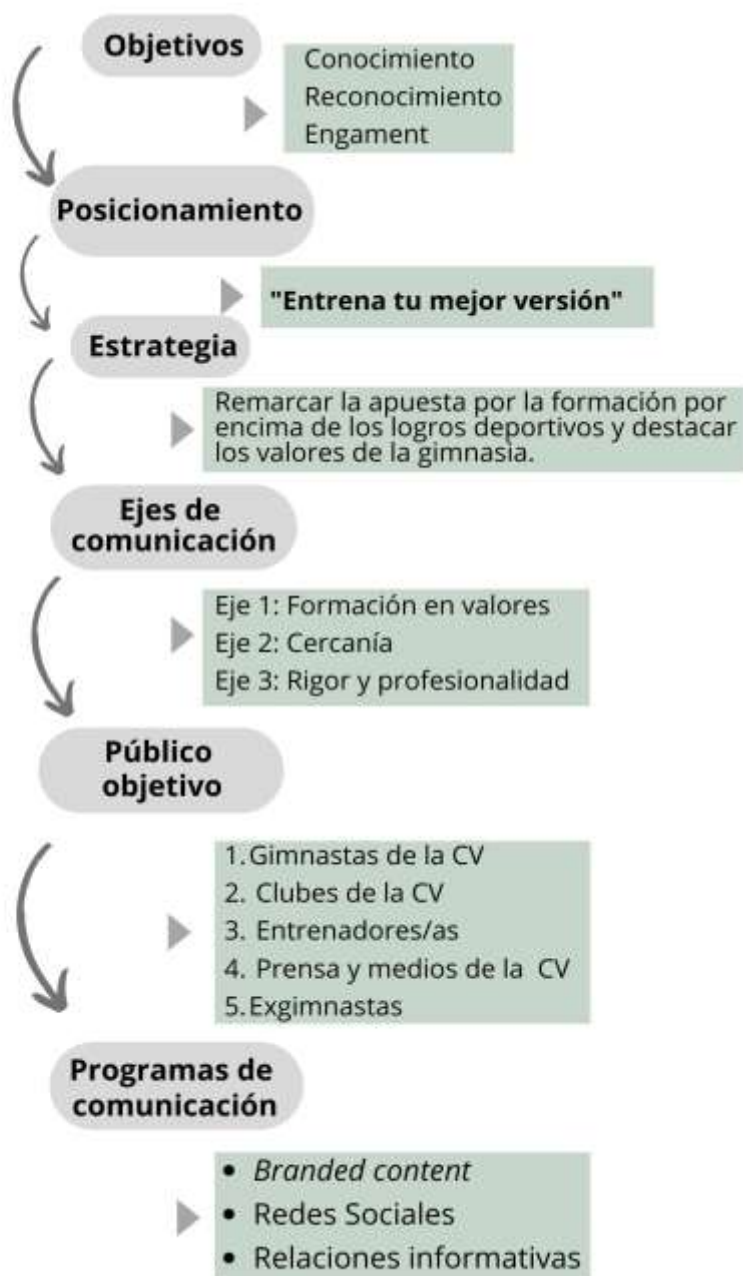 Objetivos
Conocimiento
Reconocimiento
Engament
Posicionamiento
"Entrena tu mejor versión"
Estrategia
Remarcar la apuesta por la formación por
encima de los logros deportivos y destacar
los valores de la gimnasia.
Ejes de
comunicación
Eje 1: Formación en valores
Eje 2: Cercanía
Eje 3: Rigor y profesionalidad
Público
objetivo
1. Gimnastas de la CV
2. Clubes de la CV
3. Entrenadores/as
4. Prensa y medios de la CV
5. Exgimnastas
Programas de
comunicación
• Branded content
• Redes Sociales
• Relaciones informativas